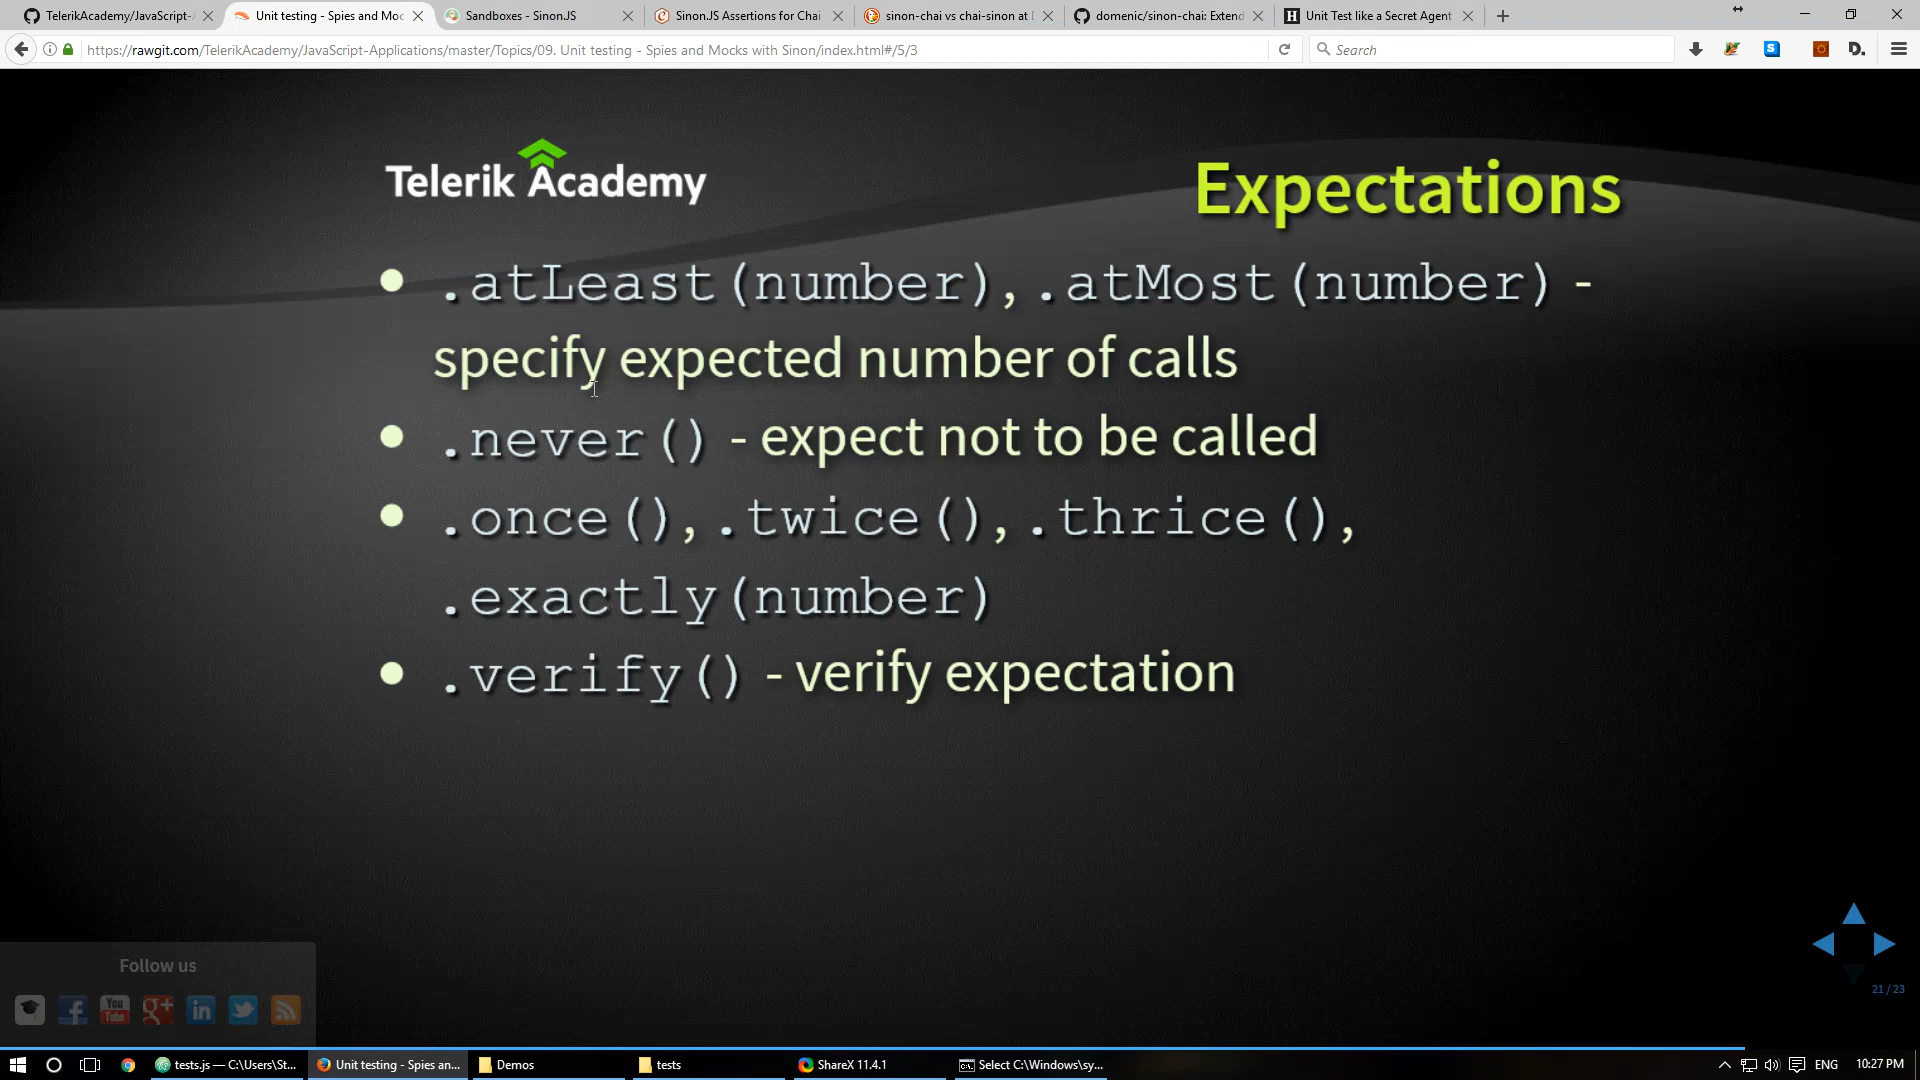 TelerikAcademy/JavaScript-
Unit testing - Spies and Moc
Sandboxes - Sinon.JS
Sinon.JS Assertions for Chai
sinon-chai vs chai-sinon at
domenic/sinon-chai: Extend
Unit Test like a Secret Agent
https://rawgit.com/TelerikAcademy/JavaScript-Applications/master/Topics/09. Unit testing - Spies and Mocks with Sinon/index.html#/5/3
Search
Telerik Academy
Expectations
.atLeast(number), .atMost(number) -
specify expected number of calls
.never() - expect not to be called
.once(), .twice(), .thrice(),
.exactly(number)
.verify() - verify expectation
Follow us
You
Tube
g+
in
21 / 23
tests.js — C:\Users\St...
Unit testing - Spies an...
Demos
tests
ShareX 11.4.1
Select C:\Windows\sy...
ENG
10:27 PM